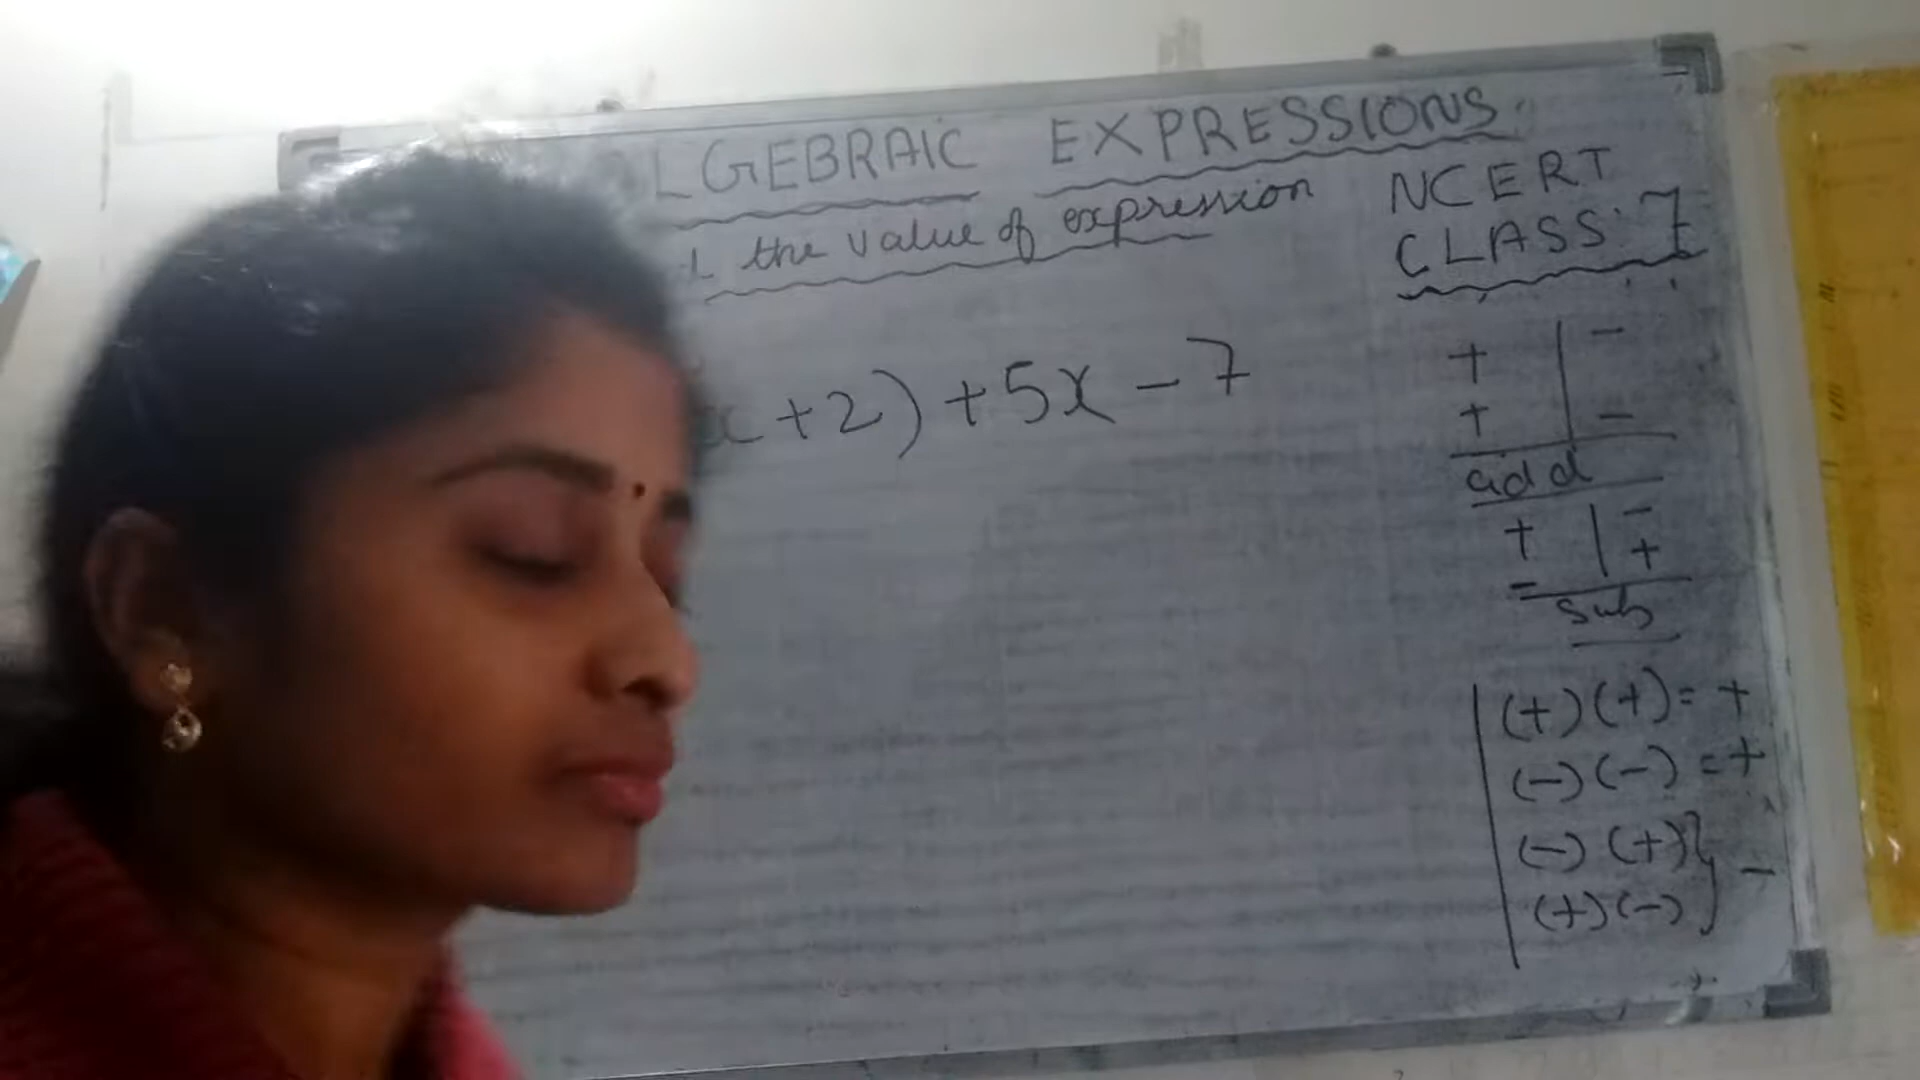 LGEBRAIC EXPRESSIONS
the value of expression
NCERT
CLASS: 7
x +2) +5x - 7
+ | -
+ | -
add
+ | -
- | +
sub
(+)(+) = +
(-)(-) = +
(-)(+) } -
(+)(-)